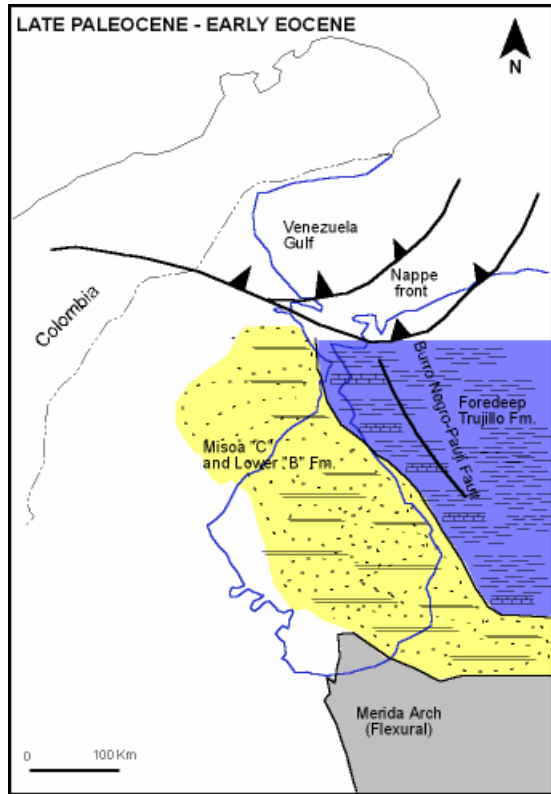 LATE PALEOCENE - EARLY EOCENE
N
Venezuela
Gulf
Nappe
front
Colombia
Burro Negro-Pauji Fault
Foredeep
Trujillo Fm.
Misoa "C"
and Lower "B" Fm.
Merida Arch
(Flexural)
0
100 Km